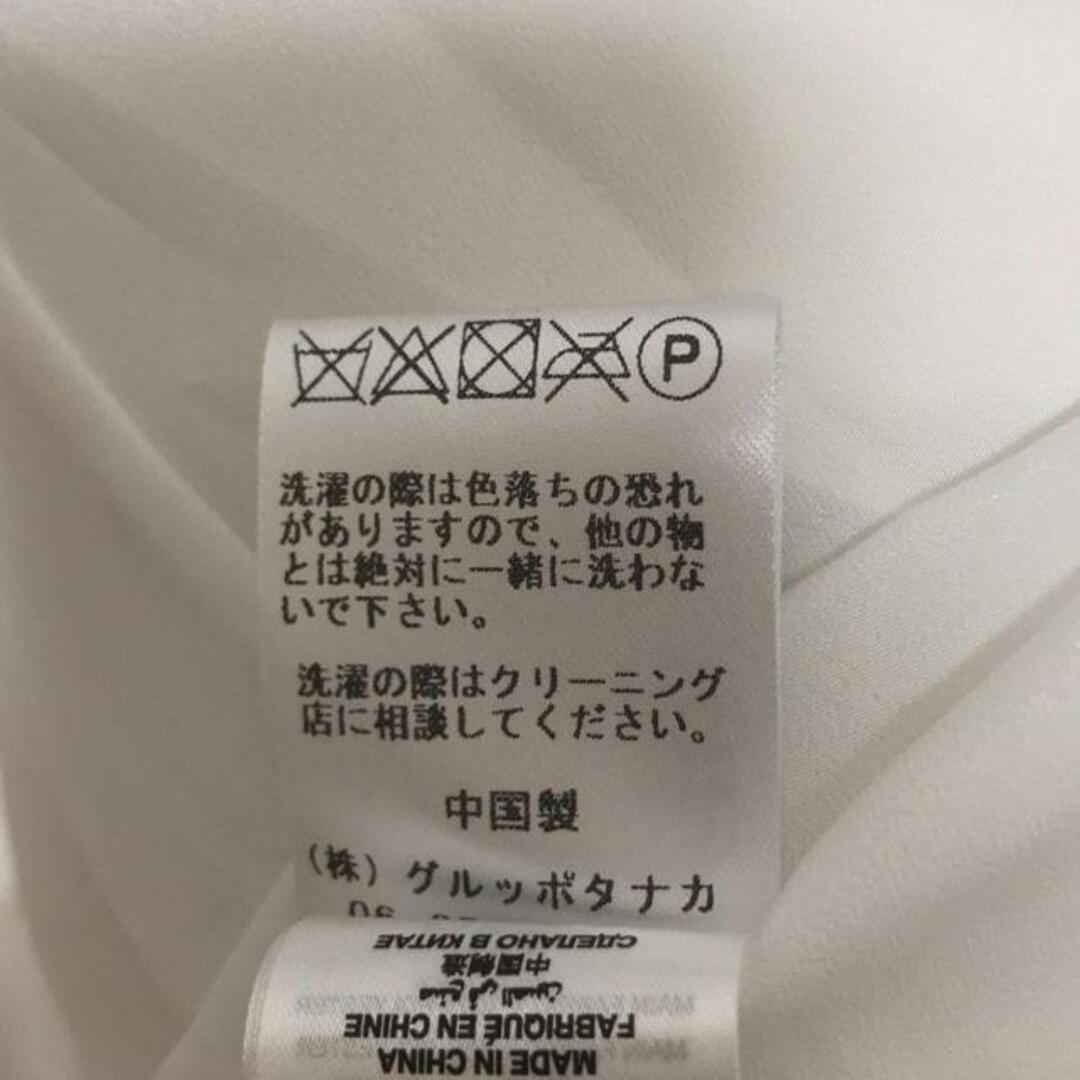 P
洗濯の際は色落ちの恐れ
がありますので、他の物
とは絶対に一緒に洗わな
いで下さい。
洗濯の際はクリーニング
店に相談してください。
中国製
(株)グルッポタナカ
MADE IN CHINA
FABRIQUÉ EN CHINE
صنع في الصين
中国制造
СДЕЛАНО В КИТАЕ